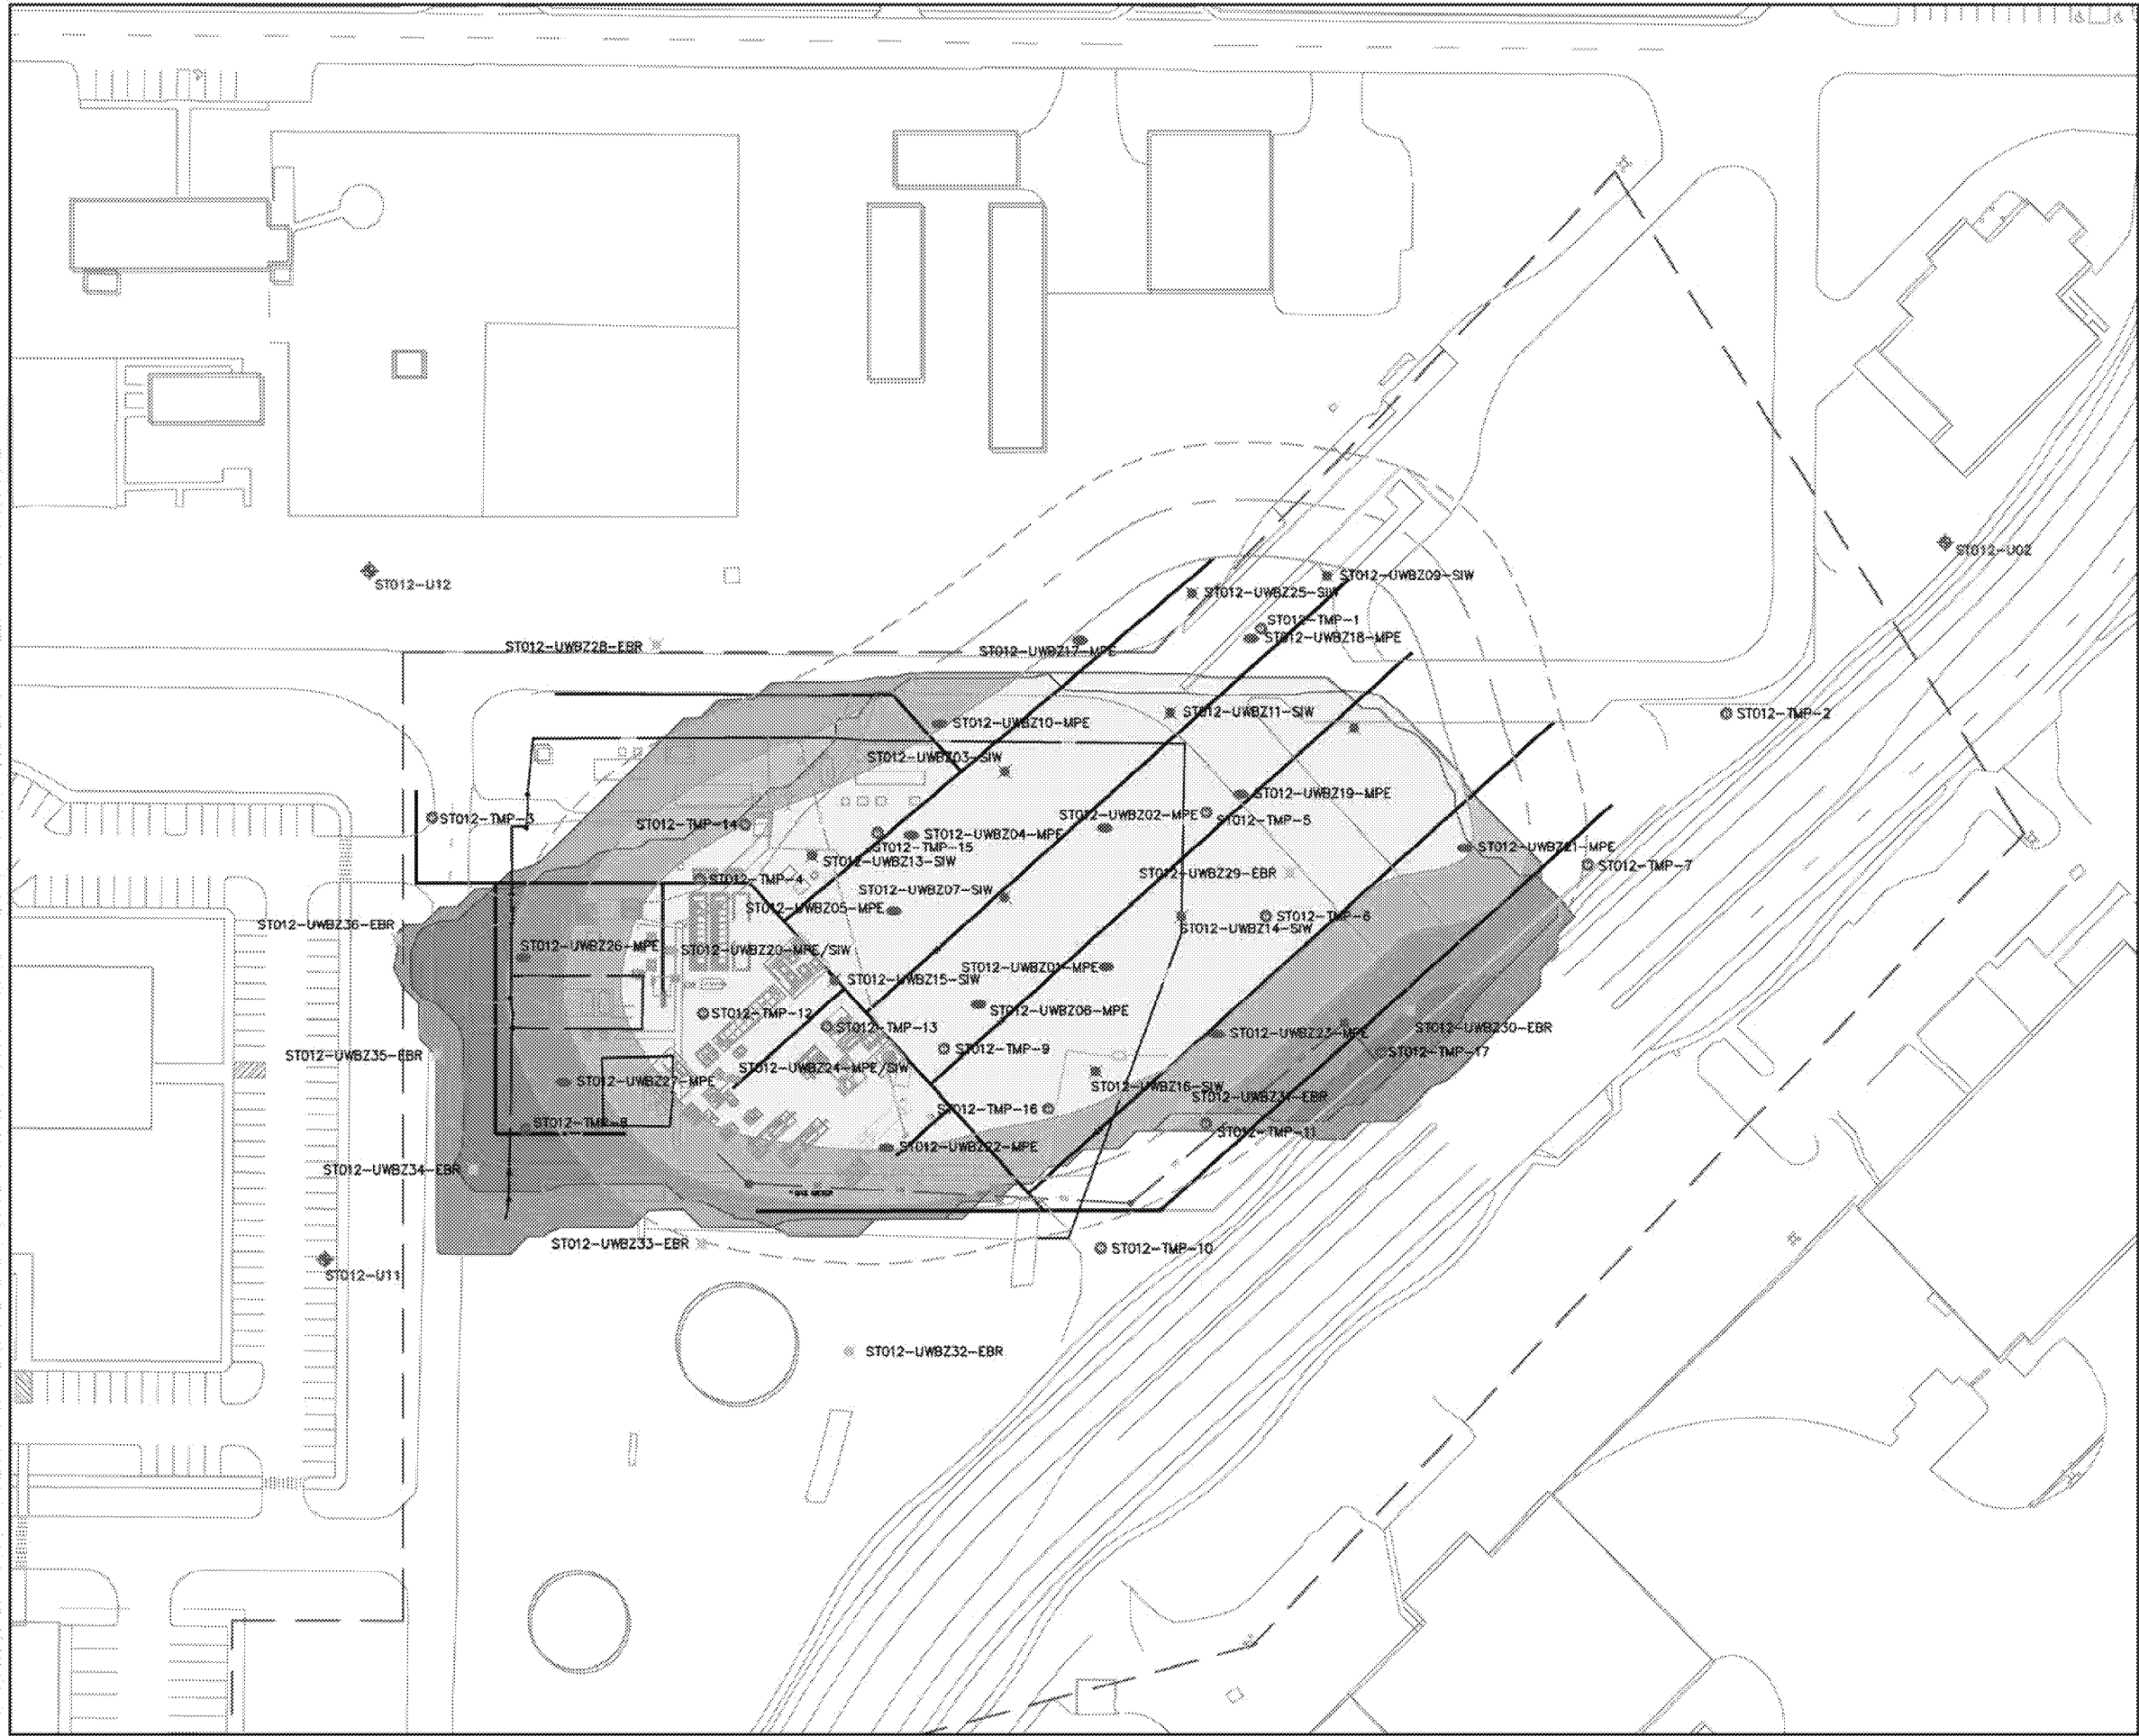 ST012-U02
ST012-U12
ST012-UWBZ09-SIW
ST012-UWBZ25-SIW
ST012-TMP-1
ST012-UWBZ18-MPE
ST012-UWBZ28-EBR
ST012-UWBZ17-MPE
ST012-UWBZ11-SIW
ST012-TMP-2
ST012-UWBZ10-MPE
ST012-UWBZ03-SIW
ST012-UWBZ19-MPE
ST012-UWBZ02-MPE
ST012-TMP-3
ST012-TMP-5
ST012-TMP-14
ST012-UWBZ04-MPE
ST012-TMP-15
ST012-UWBZ21-MPE
ST012-UWBZ13-SIW
ST012-TMP-7
ST012-UWBZ29-EBR
ST012-TMP-4
ST012-UWBZ07-SIW
ST012-UWBZ05-MPE
ST012-TMP-6
ST012-UWBZ36-EBR
ST012-UWBZ14-SIW
ST012-UWBZ26-MPE
ST012-UWBZ20-MPE/SIW
ST012-UWBZ01-MPE
ST012-UWBZ15-SIW
ST012-UWBZ06-MPE
ST012-TMP-12
ST012-TMP-13
ST012-UWBZ30-EBR
ST012-UWBZ23-MPE
ST012-TMP-9
ST012-TMP-17
ST012-UWBZ35-EBR
ST012-UWBZ24-MPE/SIW
ST012-UWBZ27-MPE
ST012-UWBZ16-SIW
ST012-UWBZ31-EBR
ST012-TMP-16
ST012-TMP-8
ST012-TMP-11
ST012-UWBZ22-MPE
ST012-UWBZ34-EBR
ST012-UWBZ33-EBR
ST012-TMP-10
ST012-U11
ST012-UWBZ32-EBR